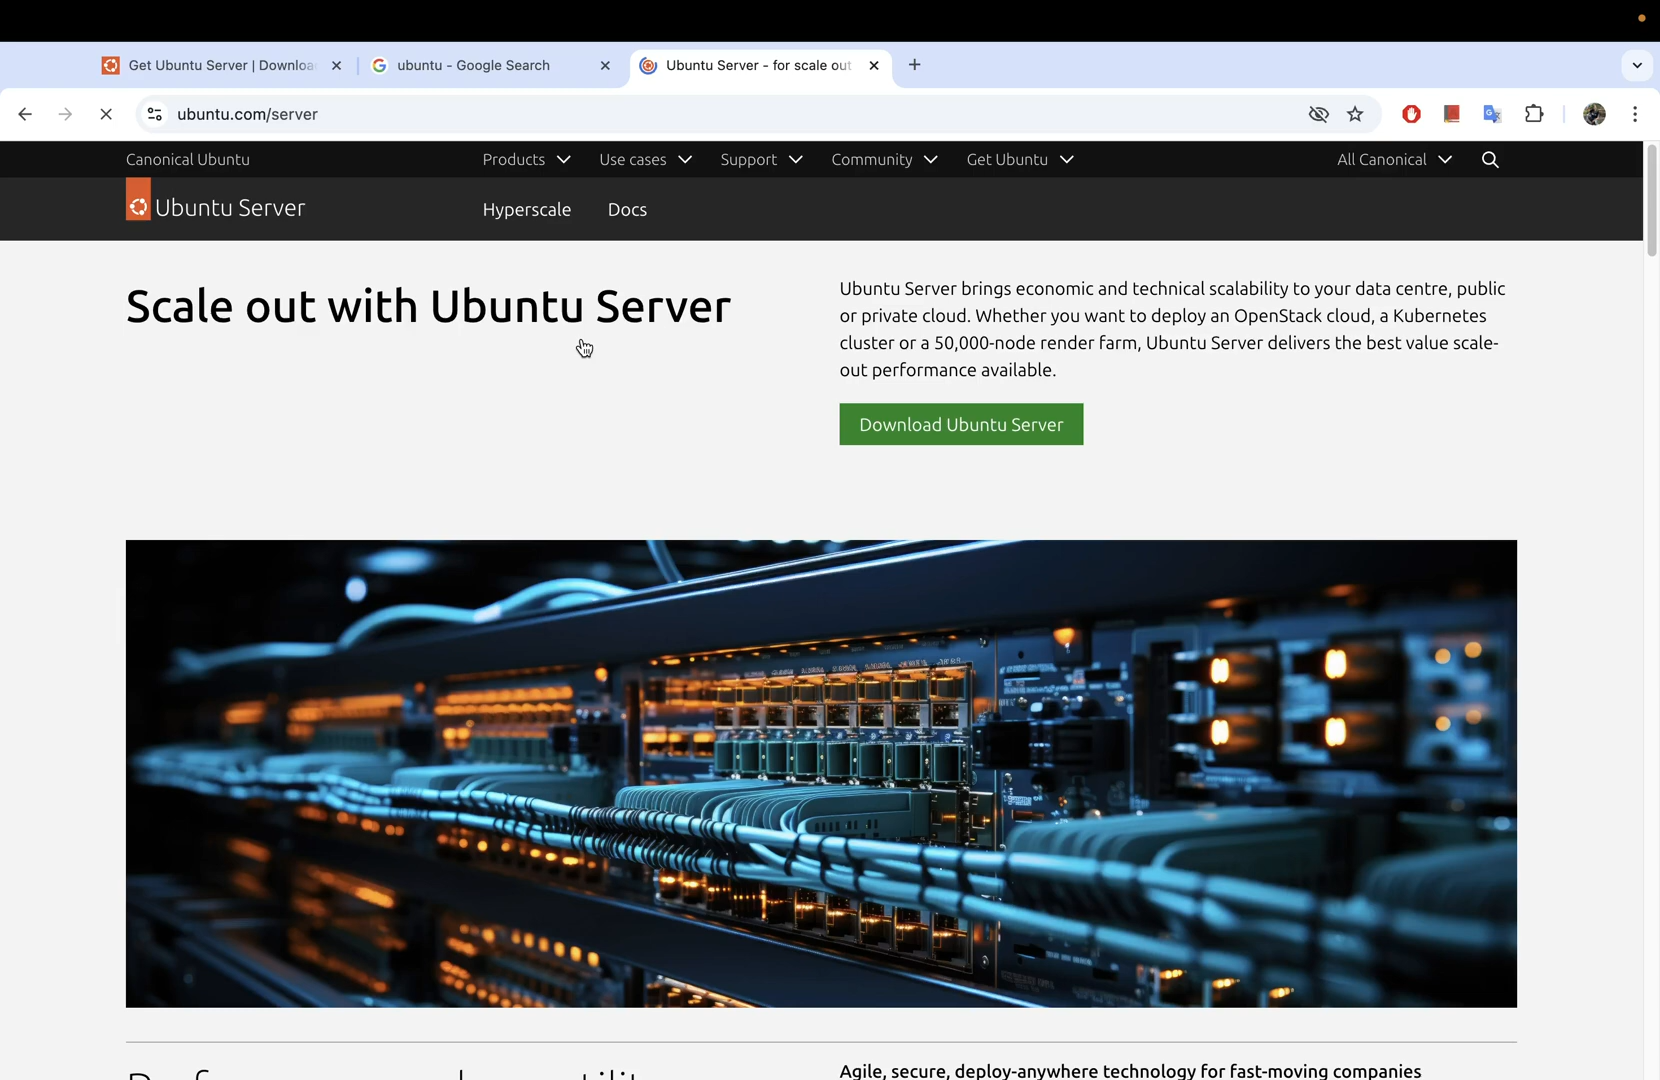 Get Ubuntu Server | Downloa
ubuntu - Google Search
Ubuntu Server - for scale out
ubuntu.com/server
Canonical Ubuntu
Products
Use cases
Support
Community
Get Ubuntu
All Canonical
Ubuntu Server
Hyperscale
Docs
Scale out with Ubuntu Server
Ubuntu Server brings economic and technical scalability to your data centre, public
or private cloud. Whether you want to deploy an OpenStack cloud, a Kubernetes
cluster or a 50,000-node render farm, Ubuntu Server delivers the best value scale-
out performance available.
Download Ubuntu Server
Agile, secure, deploy-anywhere technology for fast-moving companies